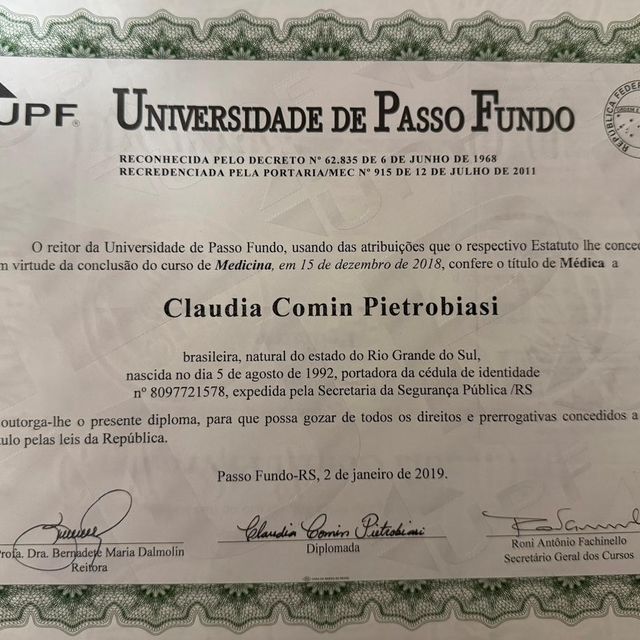 UPF®
UNIVERSIDADE DE PASSO FUNDO
REPÚBLICA FEDER
RECONHECIDA PELO DECRETO Nº 62.835 DE 6 DE JUNHO DE 1968
RECREDENCIADA PELA PORTARIA/MEC Nº 915 DE 12 DE JULHO DE 2011
O reitor da Universidade de Passo Fundo, usando das atribuições que o respectivo Estatuto lhe conced
m virtude da conclusão do curso de Medicina, em 15 de dezembro de 2018, confere o título de Médica a
Claudia Comin Pietrobiasi
brasileira, natural do estado do Rio Grande do Sul,
nascida no dia 5 de agosto de 1992, portadora da cédula de identidade
nº 8097721578, expedida pela Secretaria da Segurança Pública /RS
outorga-lhe o presente diploma, para que possa gozar de todos os direitos e prerrogativas concedidos a
tulo pelas leis da República.
Passo Fundo-RS, 2 de janeiro de 2019.
Claudia Comin Pietrobiasi
Profa. Dra. Bernadete Maria Dalmolin
Reitora
Diplomada
Roni Antônio Fachinello
Secretário Geral dos Cursos